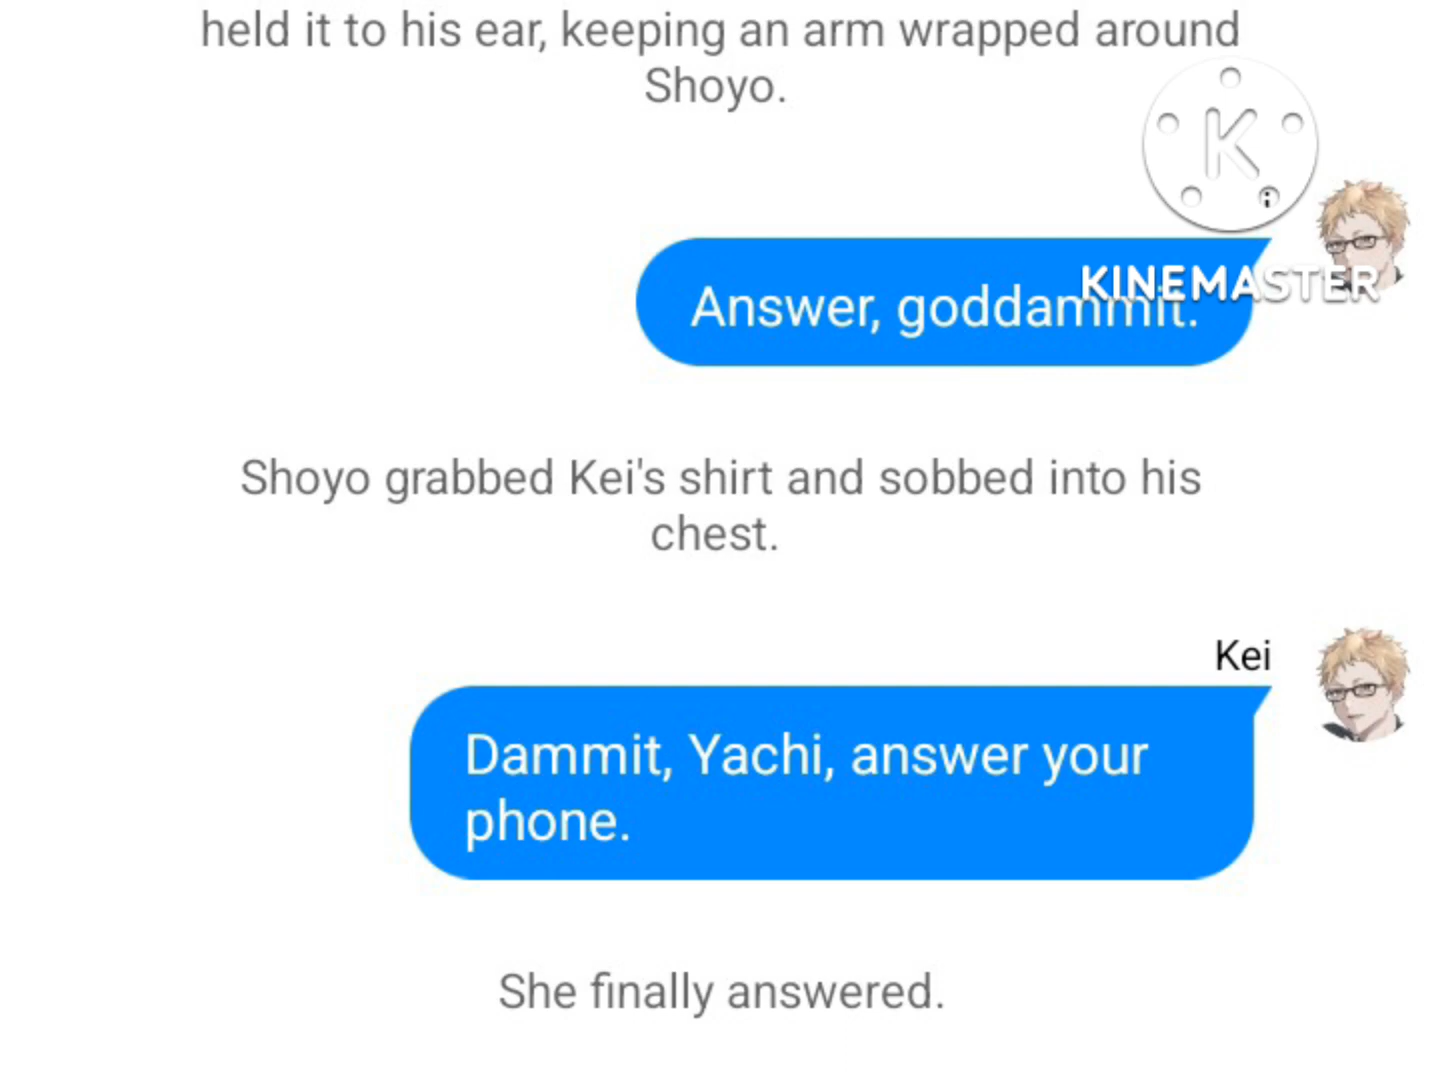 held it to his ear, keeping an arm wrapped around
Shoyo.
K
KINEMASTER
Answer, goddammit.
Shoyo grabbed Kei's shirt and sobbed into his
chest.
Kei
Dammit, Yachi, answer your
phone.
She finally answered.